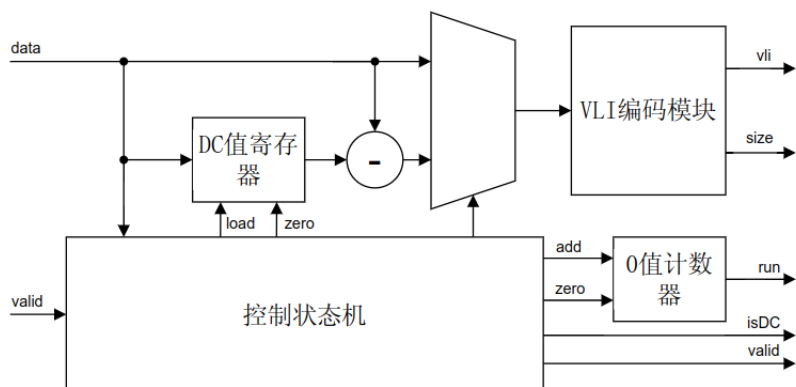 data
DC值寄存
器
-
VLI编码模块
vli
size
load
zero
valid
控制状态机
add
zero
0值计数
器
run
isDC
valid